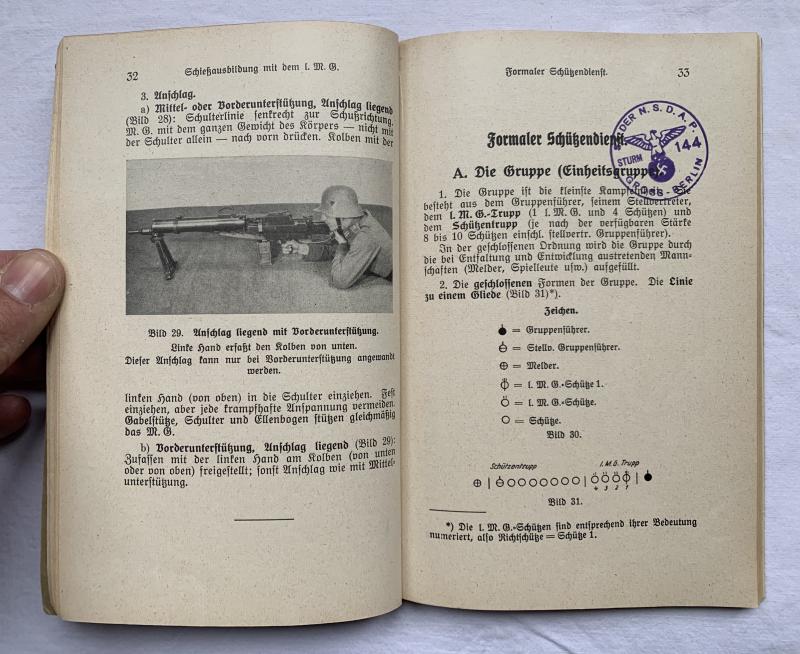 32 Schießausbildung mit dem l. M. G.
3. Anschlag.
a) Mittel- oder Vorderunterstützung, Anschlag liegend
(Bild 28): Schulterlinie senkrecht zur Schußrichtung.
M. G. mit dem ganzen Gewicht des Körpers — nicht mit
der Schulter allein — nach vorn drücken. Kolben mit der
Bild 29. Anschlag liegend mit Vorderunterstützung.
Linke Hand erfaßt den Kolben von unten.
Dieser Anschlag kann nur bei Vorderunterstützung angewandt
werden.
linken Hand (von oben) in die Schulter einziehen. Fest
einziehen, aber jede krampfhafte Anspannung vermeiden.
Gabelstütze, Schulter und Ellenbogen stützen gleichmäßig
das M. G.
b) Vorderunterstützung, Anschlag liegend (Bild 29):
Zufassen mit der linken Hand am Kolben (von unten
oder von oben) freigestellt; sonst Anschlag wie mit Mittel-
unterstützung.
Formaler Schützendienst. 33
Formaler Schützendienst.
DER N.S.D.A.P.
STURM 144
GROSS-BERLIN
A. Die Gruppe (Einheitsgruppe)
1. Die Gruppe ist die kleinste Kampfeinheit. Sie
besteht aus dem Gruppenführer, seinem Stellvertreter,
dem l. M. G.-Trupp (1 l. M. G. und 4 Schützen) und
dem Schützentrupp (je nach der verfügbaren Stärke
8 bis 10 Schützen einschl. stellvertr. Gruppenführer).
In der geschlossenen Ordnung wird die Gruppe durch
die bei Entfaltung und Entwicklung austretenden Mann-
schaften (Melder, Spielleute usw.) aufgefüllt.
2. Die geschlossenen Formen der Gruppe. Die Linie
zu einem Gliede (Bild 31)*).
Zeichen.
= Gruppenführer.
= Stellv. Gruppenführer.
= Melder.
= l. M. G.-Schütze 1.
= l. M. G.-Schütze.
= Schütze.
Bild 30.
Schützentrupp l. M. G. Trupp
4 3 2 1
Bild 31.
*) Die l. M. G.-Schützen sind entsprechend ihrer Bedeutung
numeriert, also Richtschütze = Schütze 1.